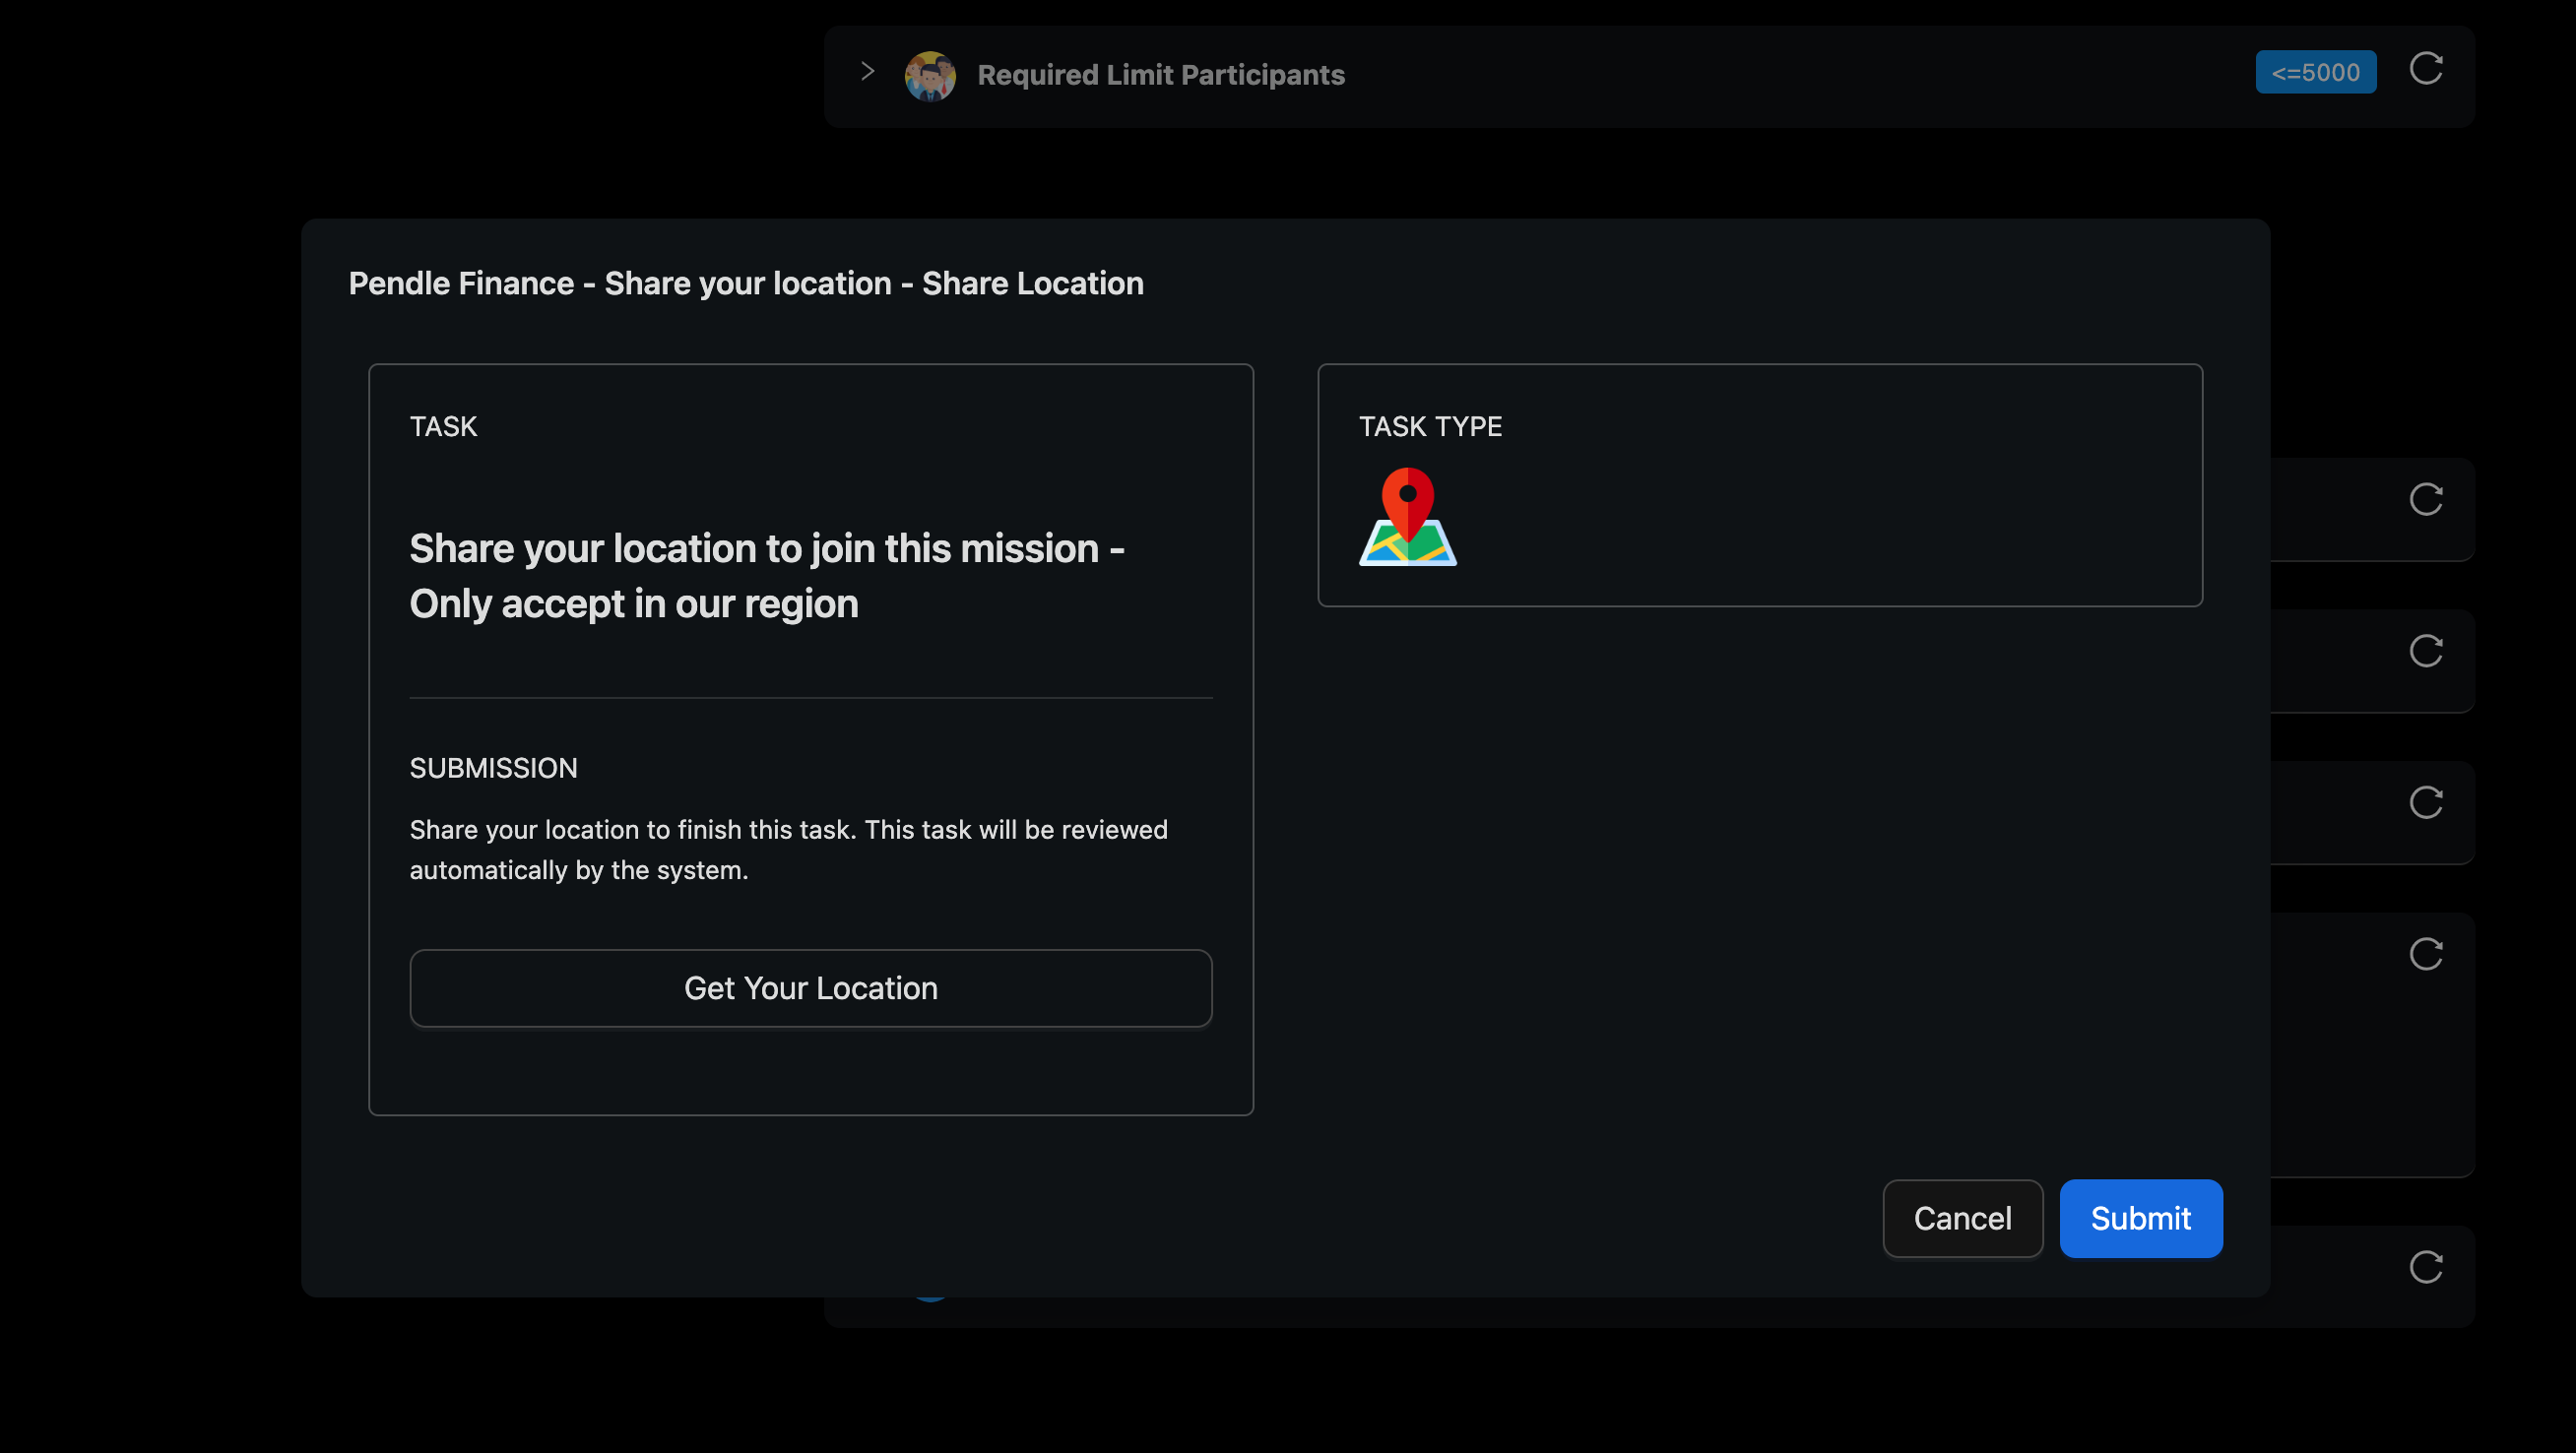 Required Limit Participants
<=5000
Pendle Finance - Share your location - Share Location
TASK
Share your location to join this mission -
Only accept in our region
SUBMISSION
Share your location to finish this task. This task will be reviewed
automatically by the system.
Get Your Location
TASK TYPE
Cancel
Submit